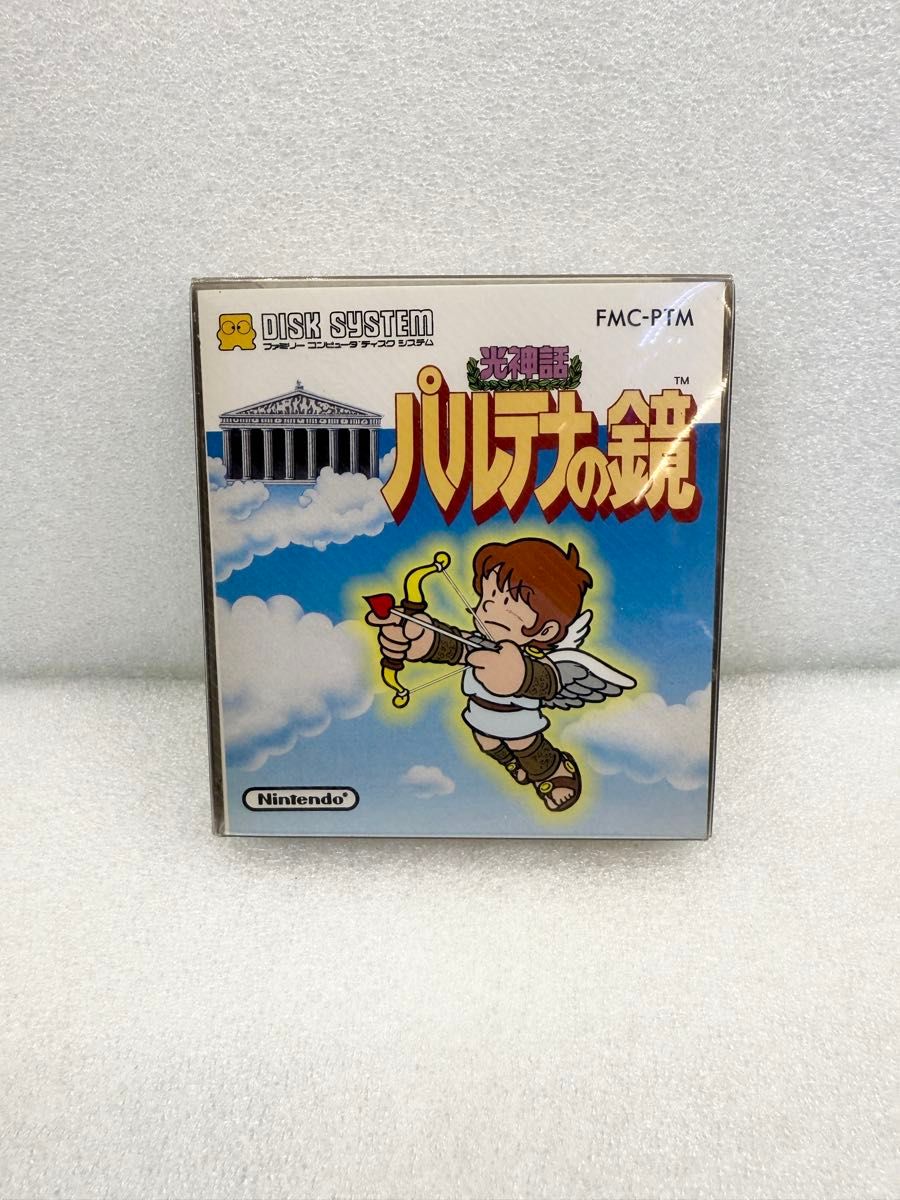 DISK SYSTEM
ファミリー コンピュータ ディスク システム
FMC-PTM
光神話
パルテナの鏡 ™
Nintendo®